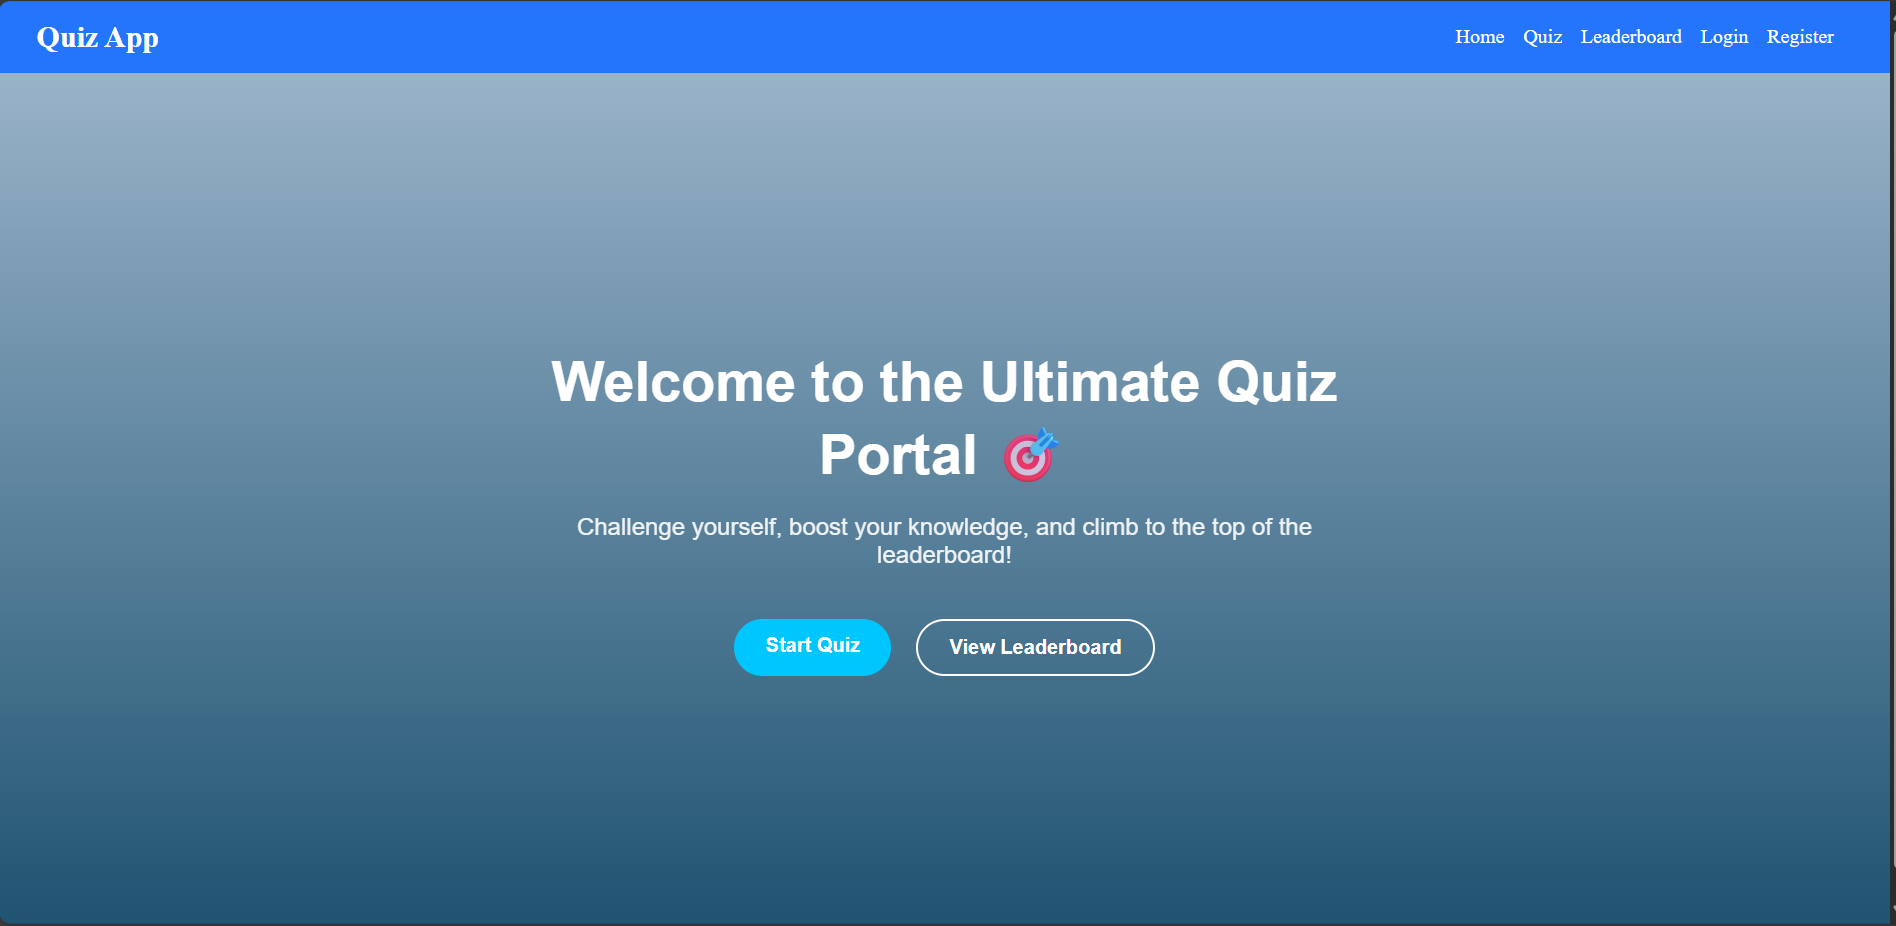 Quiz App
Home Quiz Leaderboard Login Register
Welcome to the Ultimate Quiz
Portal 🎯
Challenge yourself, boost your knowledge, and climb to the top of the
leaderboard!
Start Quiz
View Leaderboard